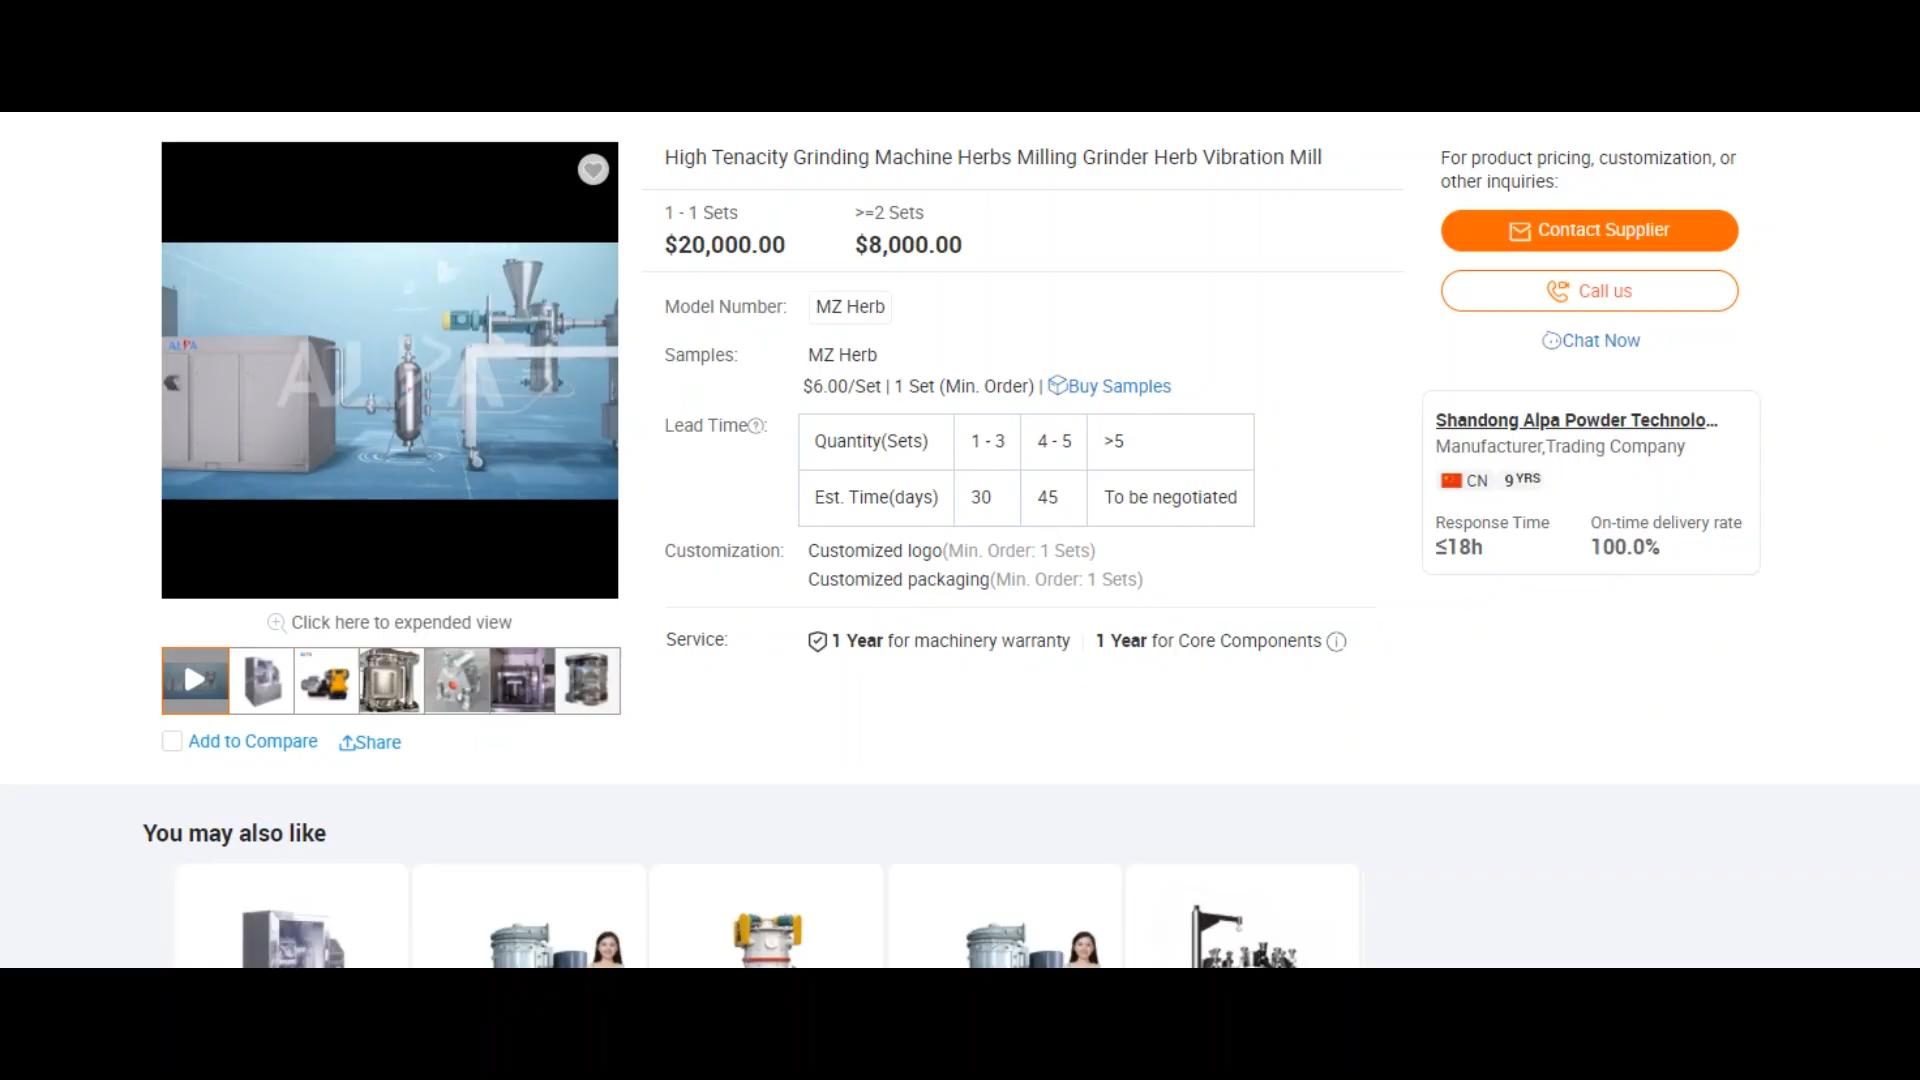 High Tenacity Grinding Machine Herbs Milling Grinder Herb Vibration Mill
1 - 1 Sets
>=2 Sets
$20,000.00
$8,000.00
Model Number:
MZ Herb
Samples:
MZ Herb
$6.00/Set | 1 Set (Min. Order) | Buy Samples
Lead Time:
Quantity(Sets) 1 - 3 4 - 5 >5
Est. Time(days) 30 45 To be negotiated
Customization:
Customized logo(Min. Order: 1 Sets)
Customized packaging(Min. Order: 1 Sets)
Service:
1 Year for machinery warranty
1 Year for Core Components
ALPA
ALPA
Click here to expended view
Add to Compare
Share
For product pricing, customization, or
other inquiries:
Contact Supplier
Call us
Chat Now
Shandong Alpa Powder Technolo...
Manufacturer,Trading Company
CN 9 YRS
Response Time
≤18h
On-time delivery rate
100.0%
You may also like